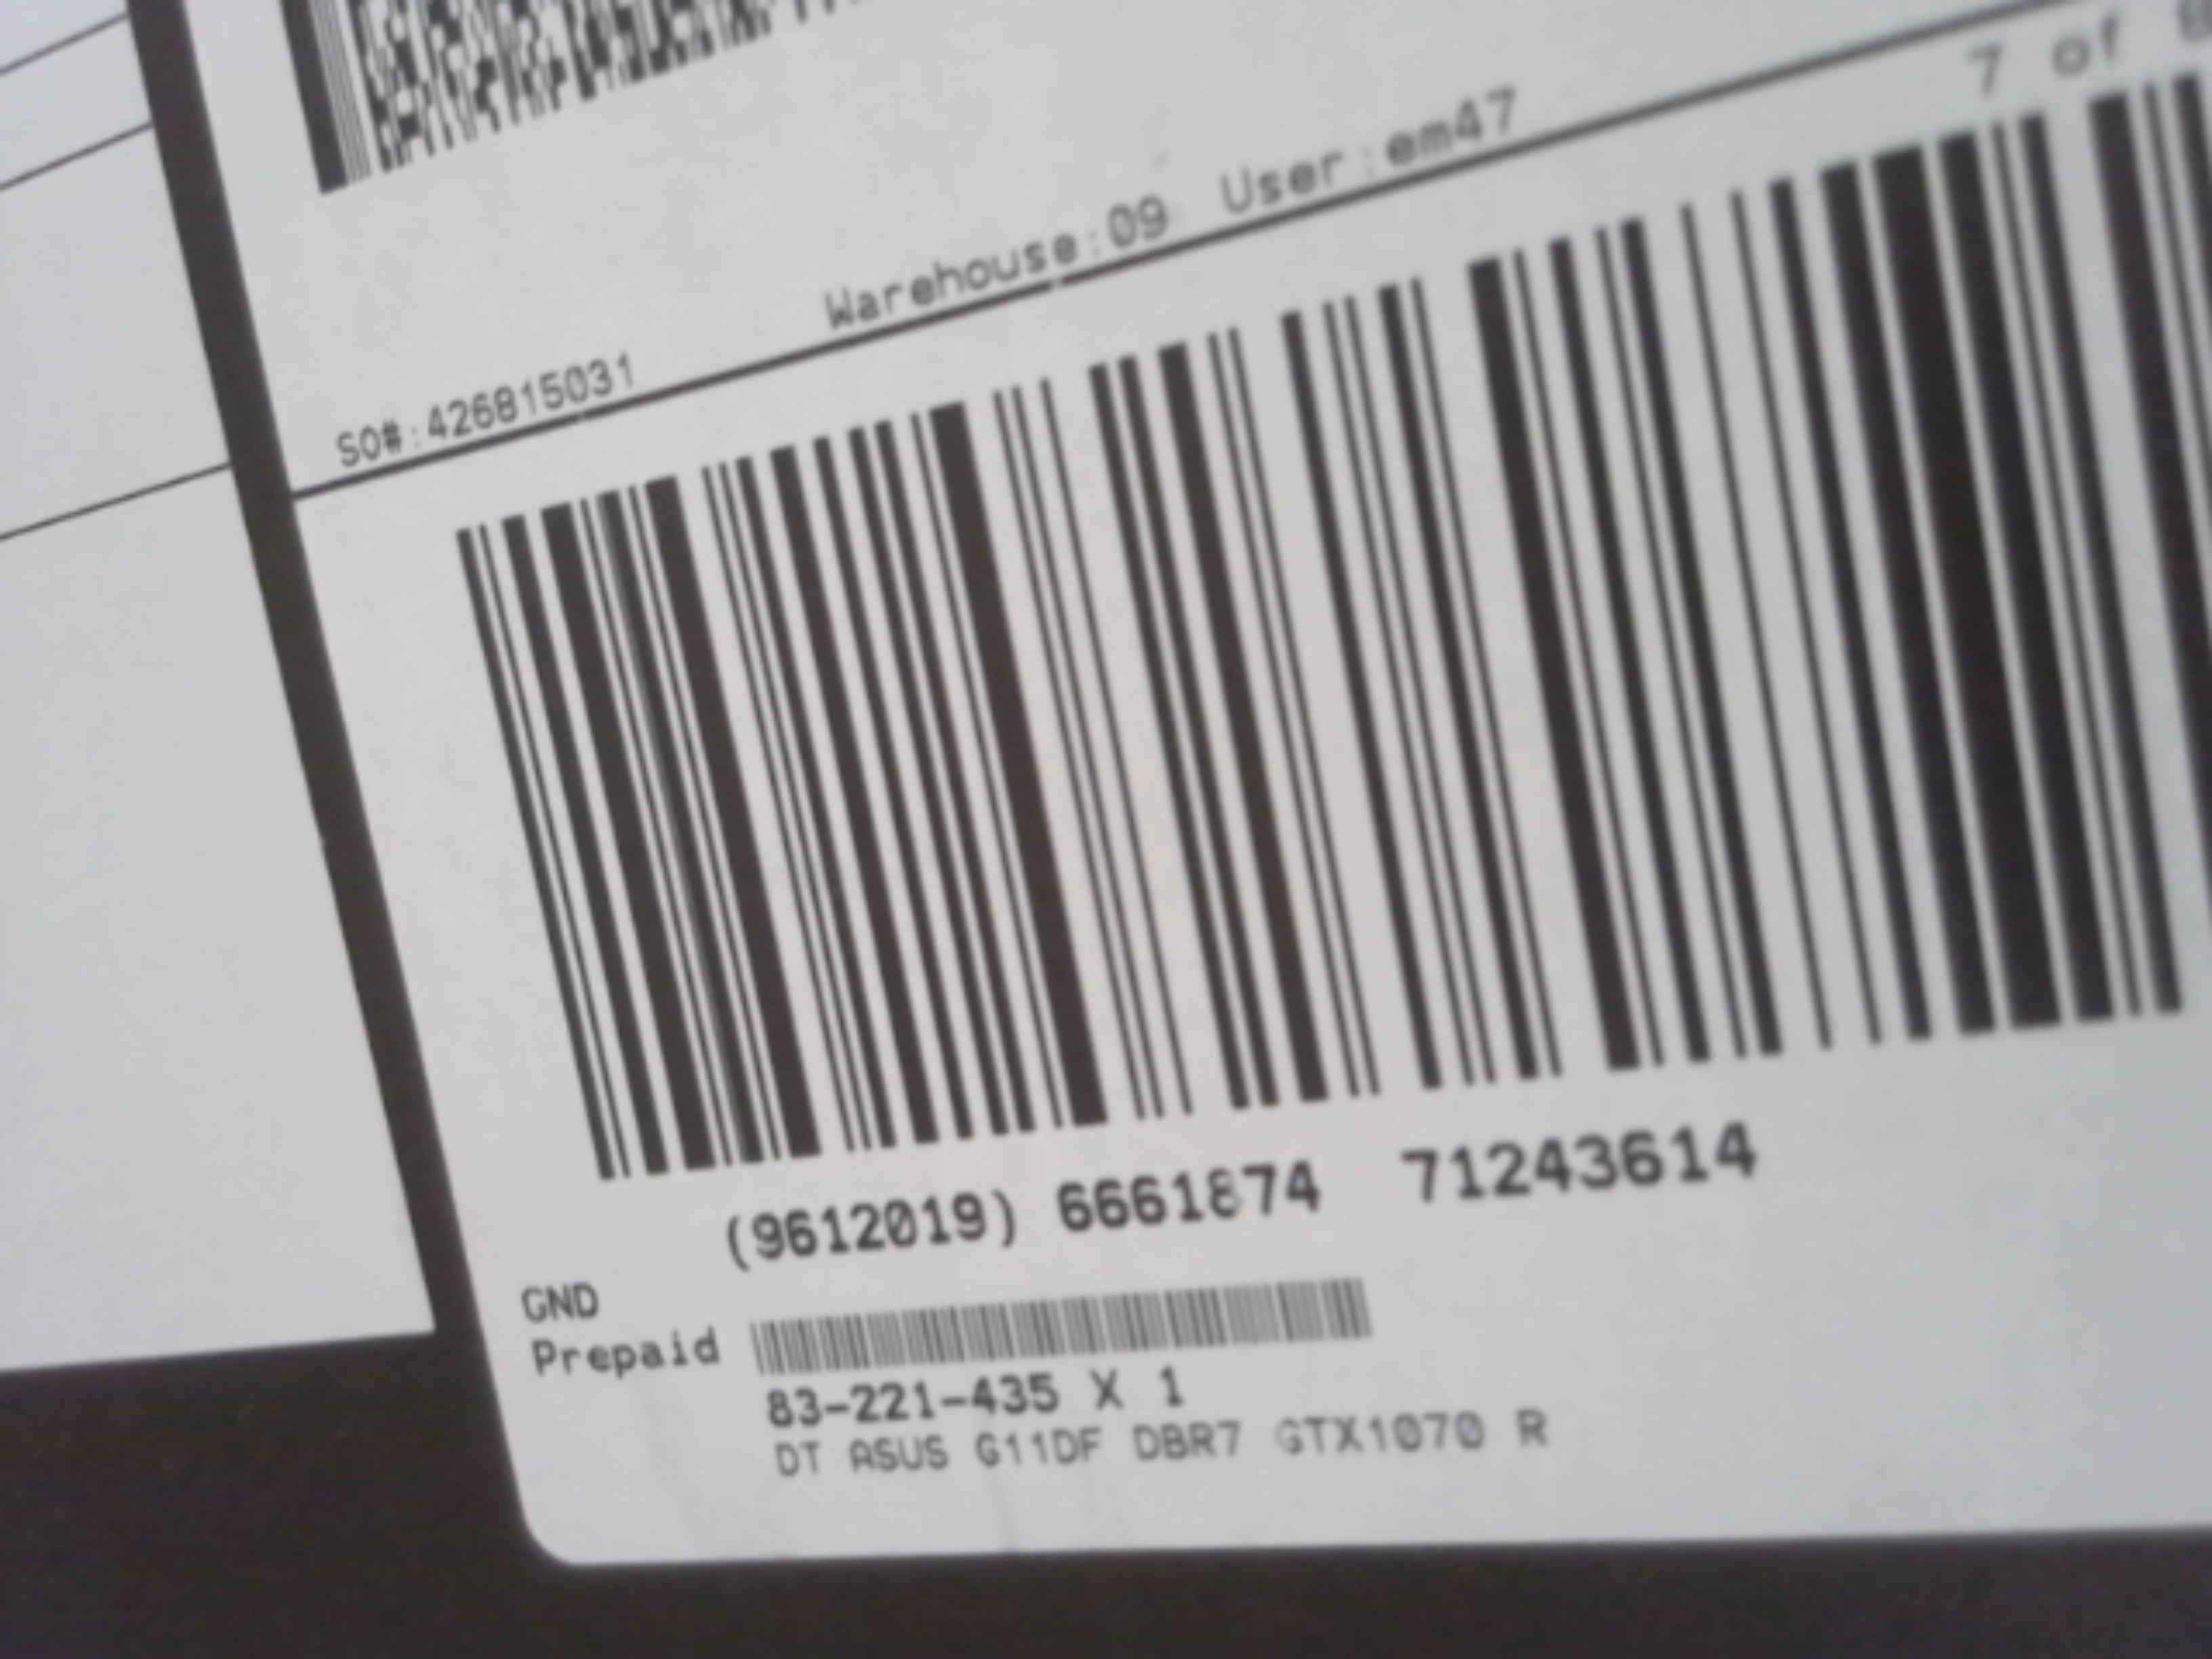 7 of
SO#:426815031 Warehouse:09 User:em47
(9612019) 6661874 71243614
GND
Prepaid
83-221-435 X 1
DT ASUS G11DF DBR7 GTX1070 R